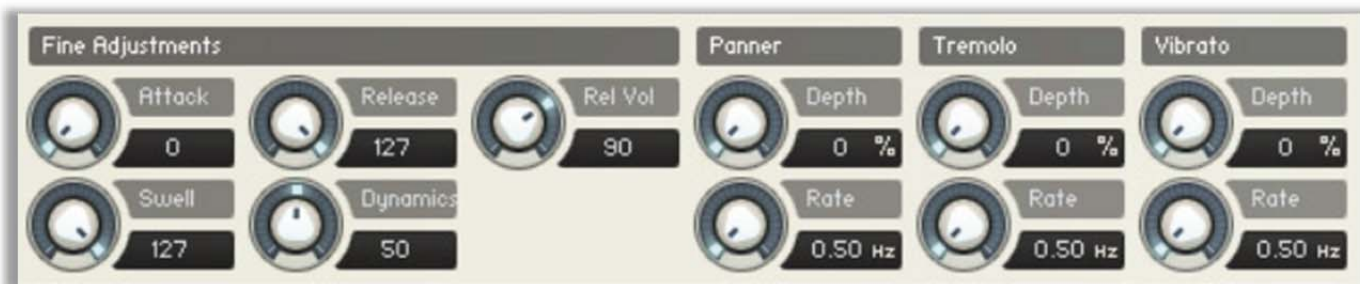 Fine Adjustments
Panner
Tremolo
Vibrato
Attack
Release
Rel Vol
Depth
Depth
Depth
0
127
90
0 %
0 %
0 %
Swell
Dynamics
Rate
Rate
Rate
127
50
0.50 Hz
0.50 Hz
0.50 Hz